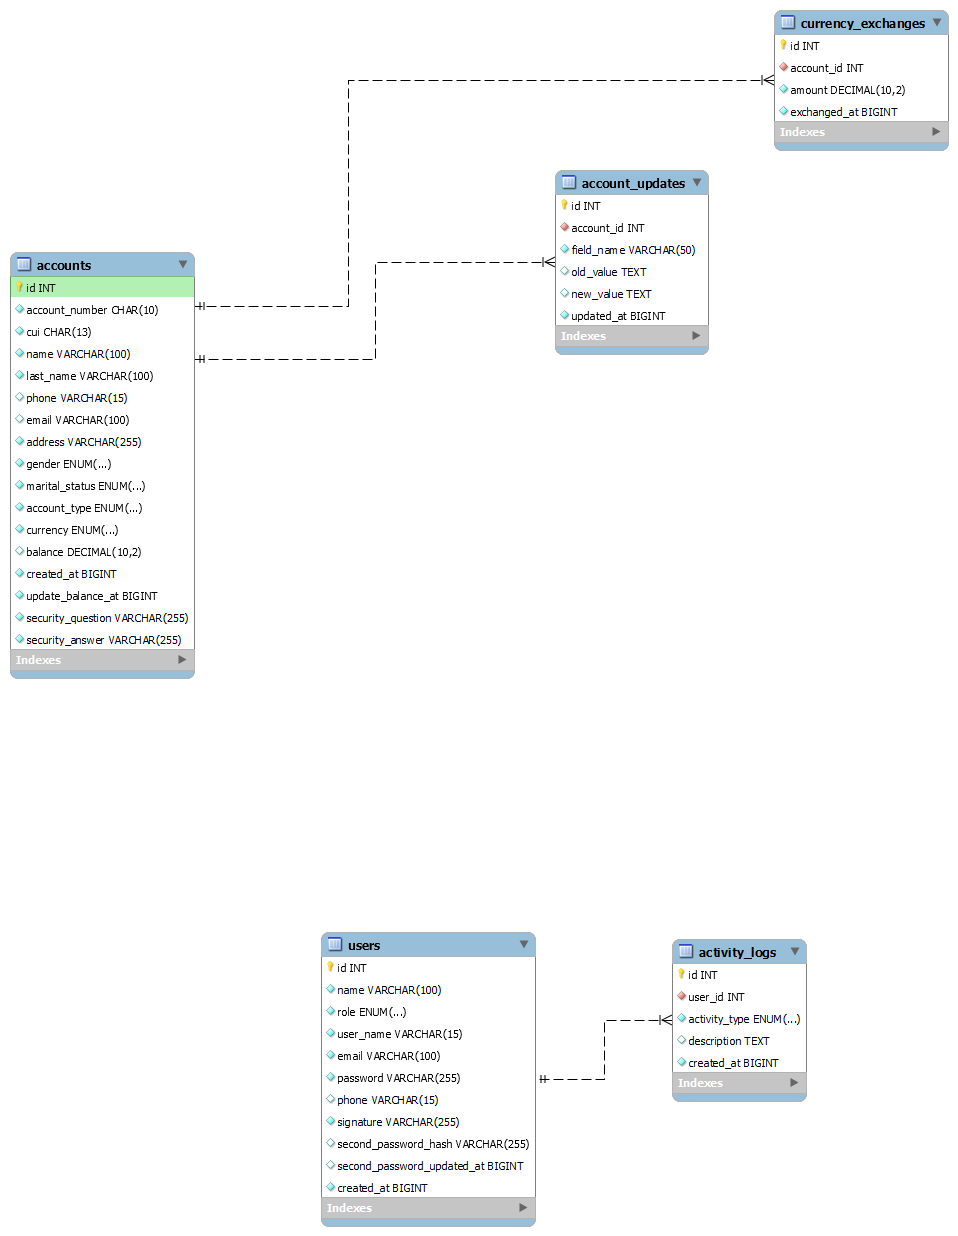 currency_exchanges
id INT
account_id INT
amount DECIMAL(10,2)
exchanged_at BIGINT
Indexes
account_updates
id INT
account_id INT
field_name VARCHAR(50)
old_value TEXT
new_value TEXT
updated_at BIGINT
Indexes
accounts
id INT
account_number CHAR(10)
cui CHAR(13)
name VARCHAR(100)
last_name VARCHAR(100)
phone VARCHAR(15)
email VARCHAR(100)
address VARCHAR(255)
gender ENUM(...)
marital_status ENUM(...)
account_type ENUM(...)
currency ENUM(...)
balance DECIMAL(10,2)
created_at BIGINT
update_balance_at BIGINT
security_question VARCHAR(255)
security_answer VARCHAR(255)
Indexes
users
id INT
name VARCHAR(100)
role ENUM(...)
user_name VARCHAR(15)
email VARCHAR(100)
password VARCHAR(255)
phone VARCHAR(15)
signature VARCHAR(255)
second_password_hash VARCHAR(255)
second_password_updated_at BIGINT
created_at BIGINT
Indexes
activity_logs
id INT
user_id INT
activity_type ENUM(...)
description TEXT
created_at BIGINT
Indexes